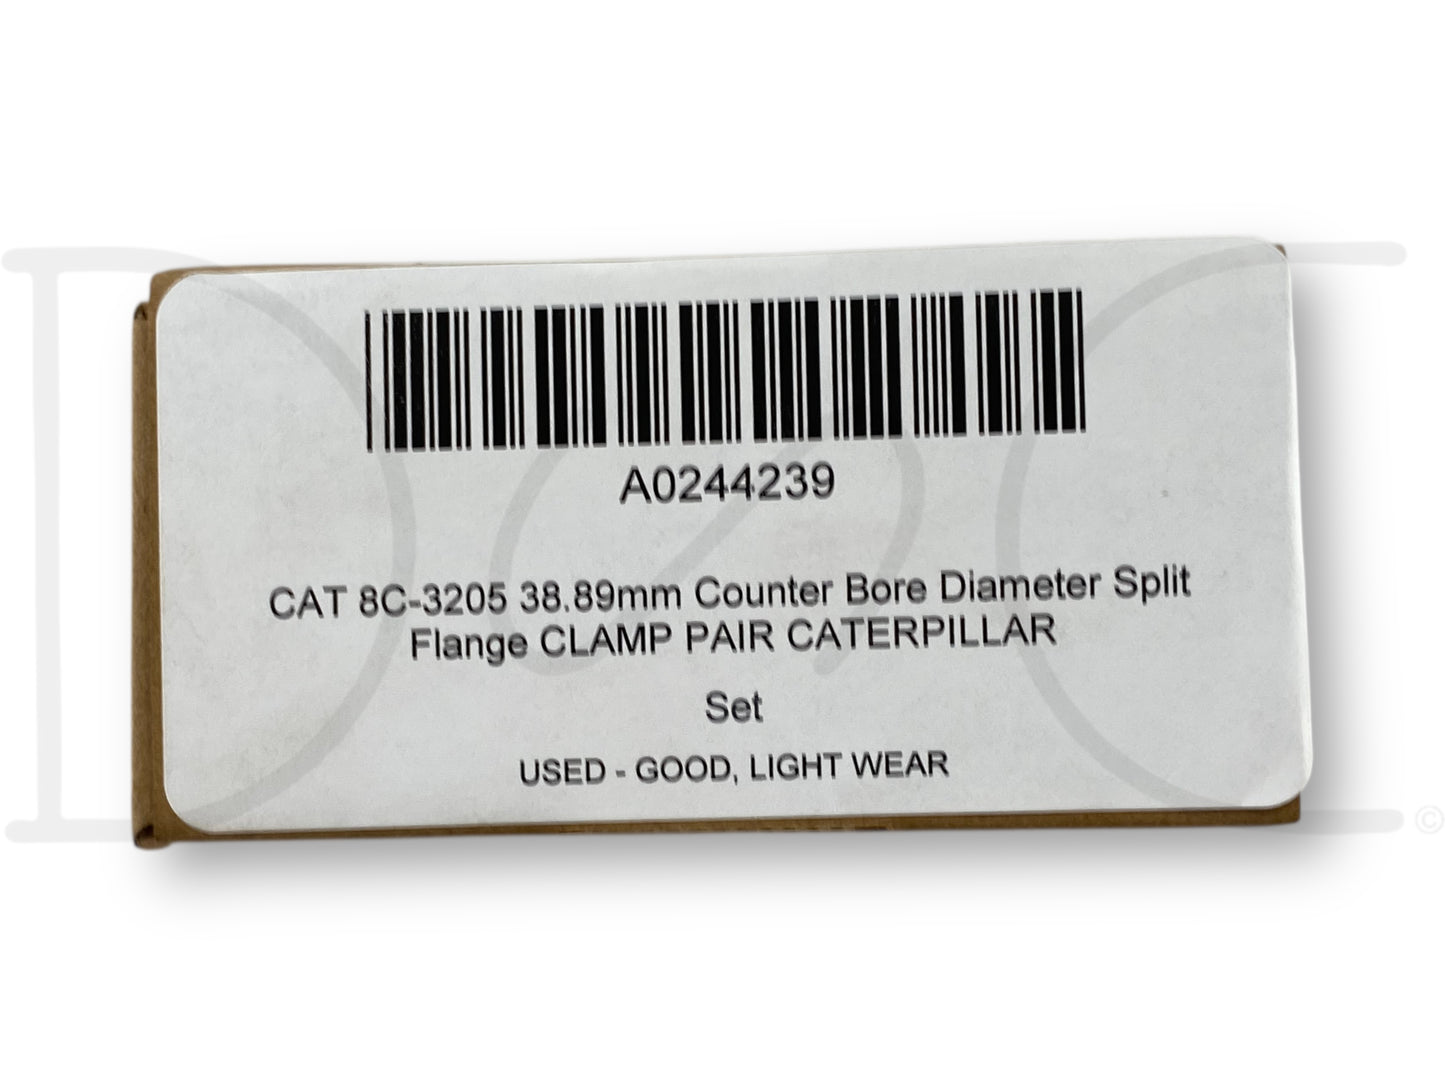 A0244239
CAT 8C-3205 38.89mm Counter Bore Diameter Split
Flange CLAMP PAIR CATERPILLAR
Set
USED - GOOD, LIGHT WEAR
©